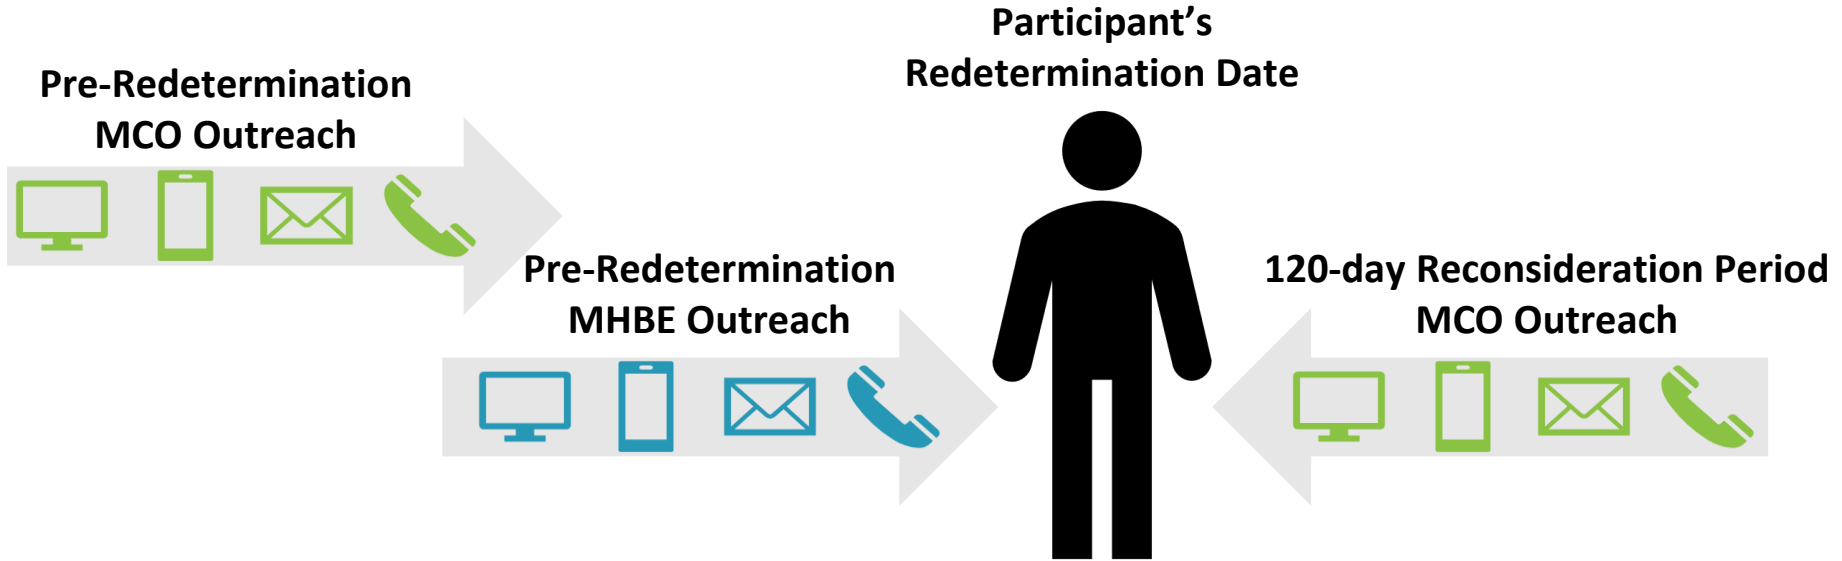 Participant’s
Redetermination Date
Pre-Redetermination
MCO Outreach
Pre-Redetermination
MHBE Outreach
120-day Reconsideration Period
MCO Outreach